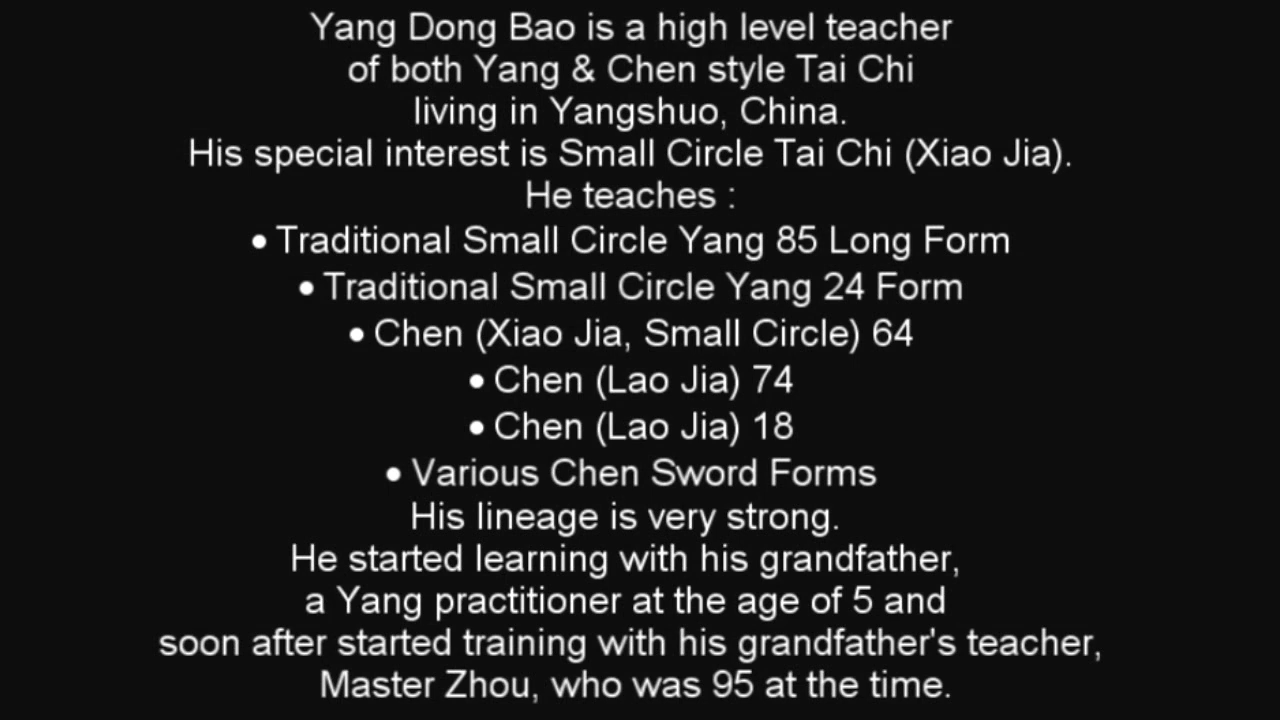 Yang Dong Bao is a high level teacher
of both Yang & Chen style Tai Chi
living in Yangshuo, China.
His special interest is Small Circle Tai Chi (Xiao Jia).
He teaches :
• Traditional Small Circle Yang 85 Long Form
• Traditional Small Circle Yang 24 Form
• Chen (Xiao Jia, Small Circle) 64
• Chen (Lao Jia) 74
• Chen (Lao Jia) 18
• Various Chen Sword Forms
His lineage is very strong.
He started learning with his grandfather,
a Yang practitioner at the age of 5 and
soon after started training with his grandfather's teacher,
Master Zhou, who was 95 at the time.